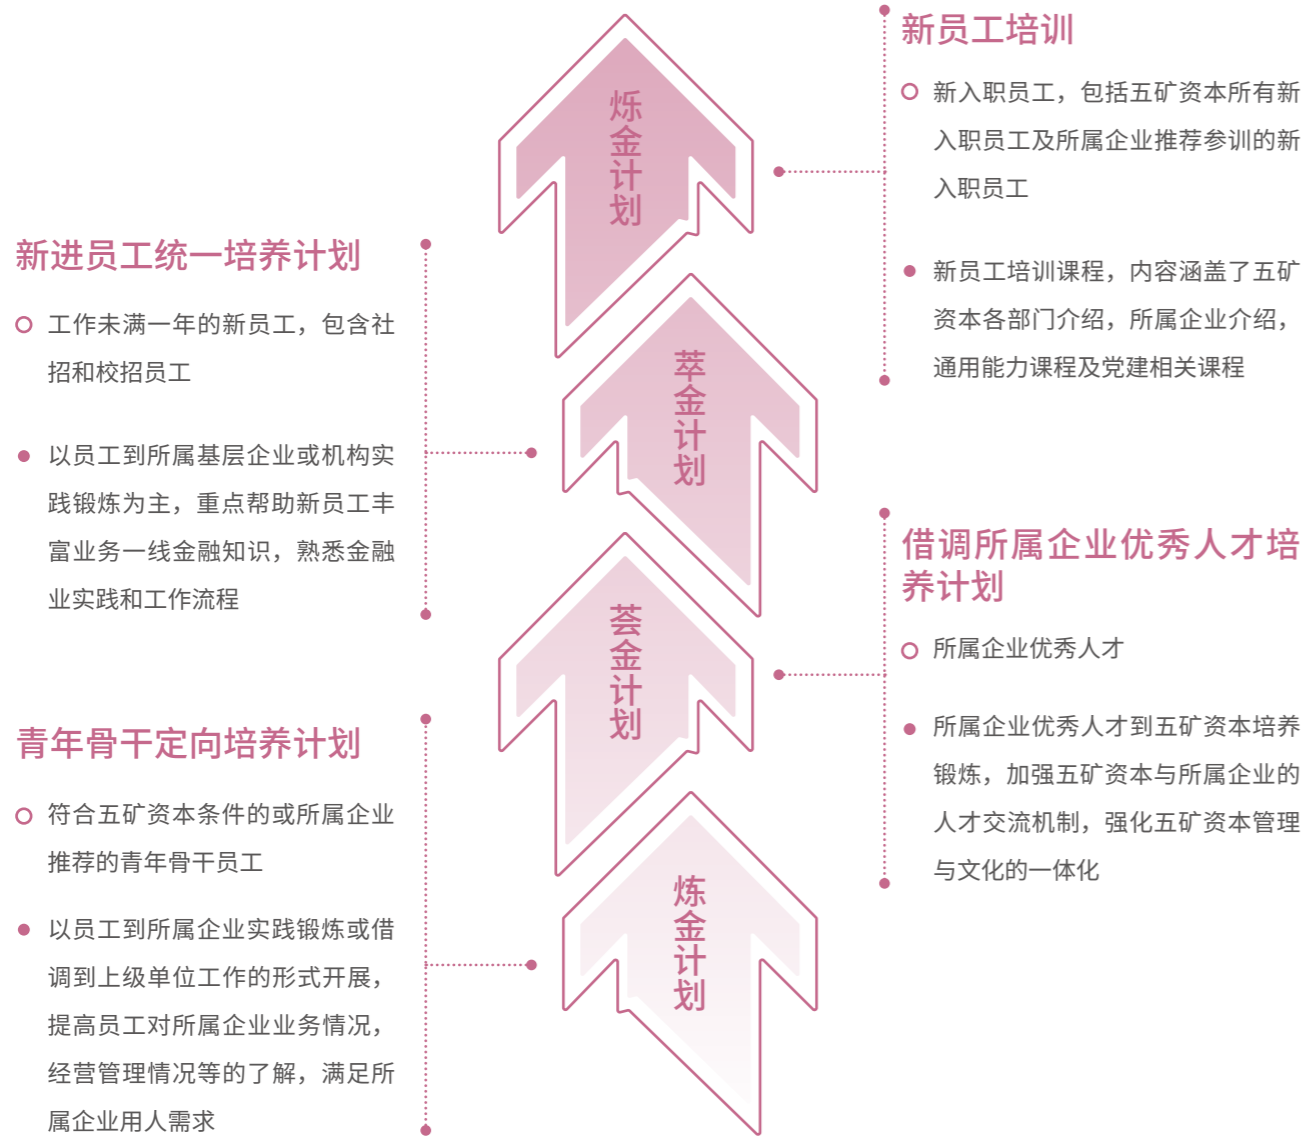 烁金计划
新员工培训
新入职员工，包括五矿资本所有新
入职员工及所属企业推荐参训的新
入职员工
新员工培训课程，内容涵盖了五矿
资本各部门介绍，所属企业介绍，
通用能力课程及党建相关课程
新进员工统一培养计划
工作未满一年的新员工，包含社
招和校招员工
以员工到所属基层企业或机构实
践锻炼为主，重点帮助新员工丰
富业务一线金融知识，熟悉金融
业实践和工作流程
萃金计划
荟金计划
借调所属企业优秀人才培
养计划
所属企业优秀人才
所属企业优秀人才到五矿资本培养
锻炼，加强五矿资本与所属企业的
人才交流机制，强化五矿资本管理
与文化的一体化
青年骨干定向培养计划
符合五矿资本条件的或所属企业
推荐的青年骨干员工
以员工到所属企业实践锻炼或借
调到上级单位工作的形式开展，
提高员工对所属企业业务情况，
经营管理情况等的了解，满足所
属企业用人需求
炼金计划